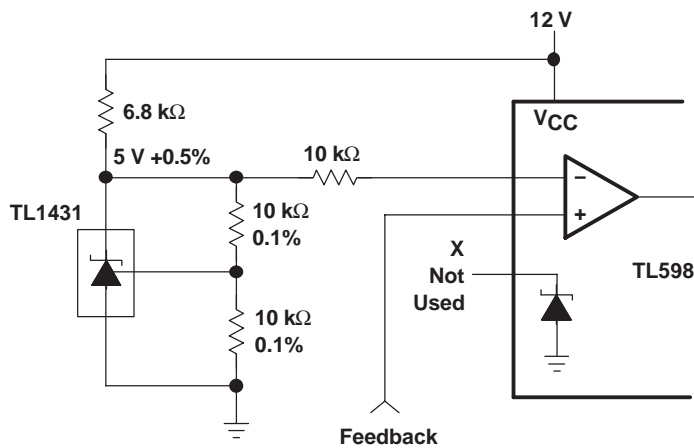 12 V
6.8 kΩ
VCC
5 V +0.5%
10 kΩ
TL1431
10 kΩ
0.1%
−
+
X
Not
Used
TL598
10 kΩ
0.1%
Feedback